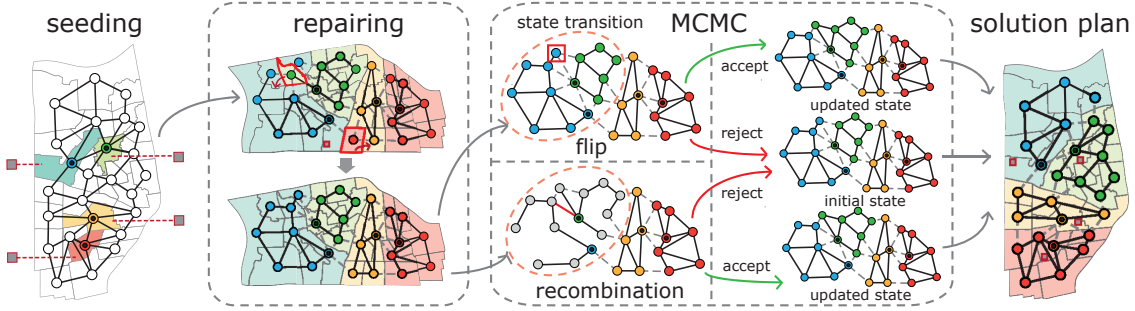 seeding
repairing
state transition
MCMC
solution plan
accept
updated state
reject
flip
initial state
reject
accept
recombination
updated state